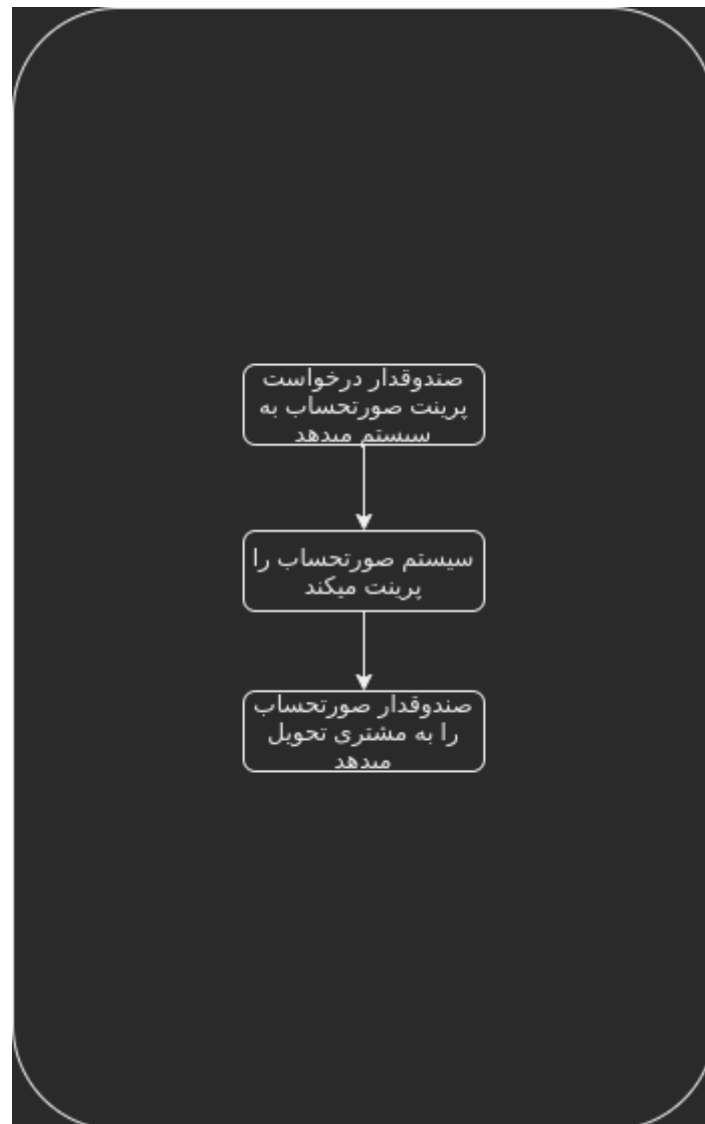 صندوقدار درخواست
پرینت صورتحساب به
سیستم میدهد
سیستم صورتحساب را
پرینت میکند
صندوقدار صورتحساب
را به مشتری تحویل
میدهد